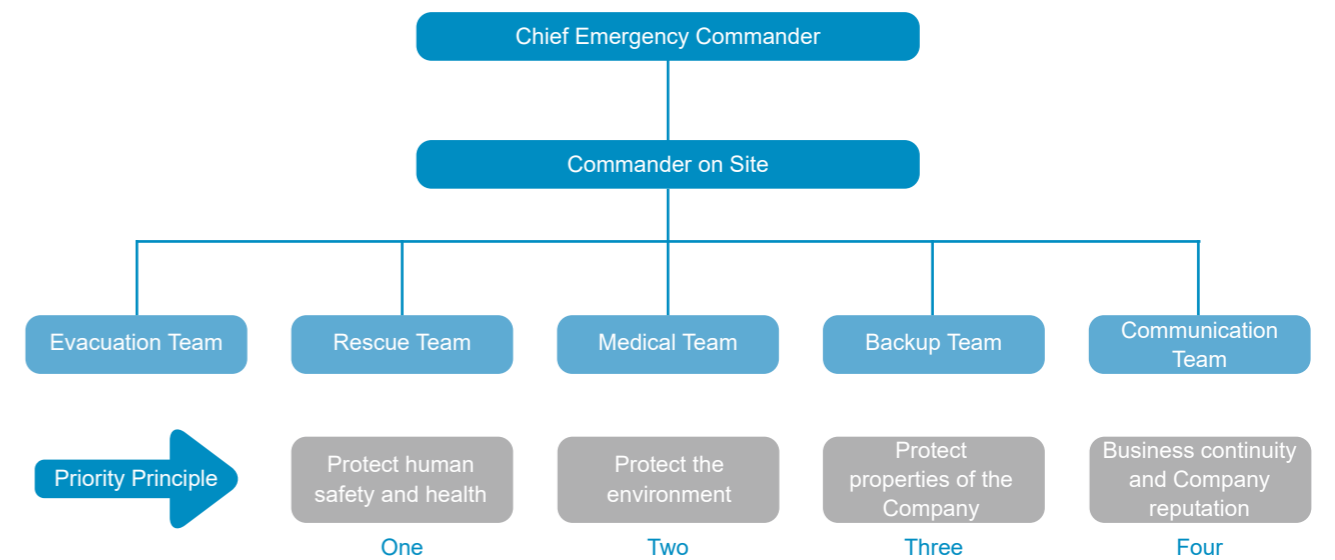 Chief Emergency Commander
Commander on Site
Evacuation Team
Rescue Team
Medical Team
Backup Team
Communication
Team
Priority Principle
Protect human
safety and health
Protect the
environment
Protect
properties of the
Company
Business continuity
and Company
reputation
One
Two
Three
Four